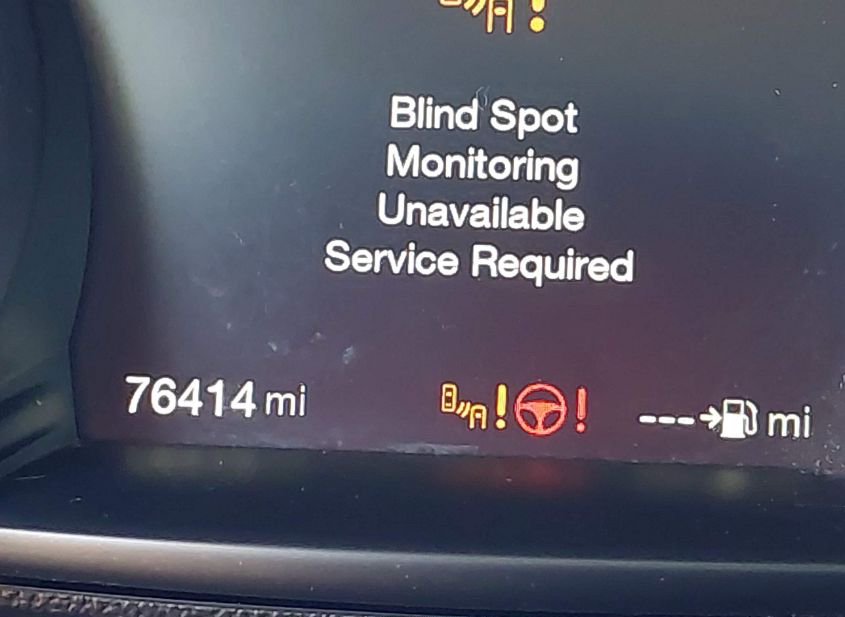 Blind Spot
Monitoring
Unavailable
Service Required
76414 mi
--- mi